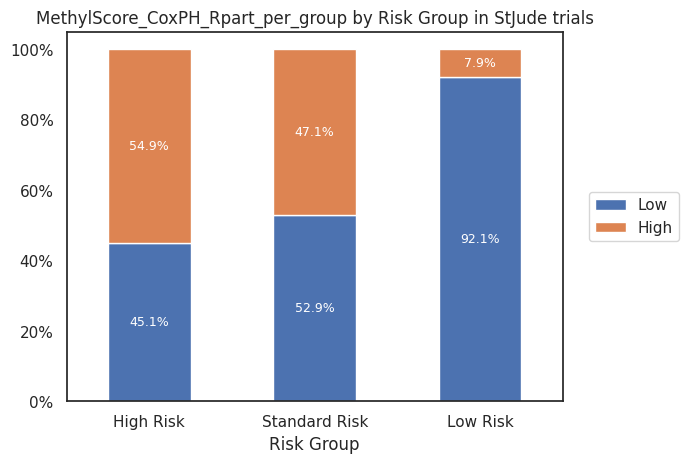 MethylScore_CoxPH_Rpart_per_group by Risk Group in StJude trials
100%
80%
60%
40%
20%
0%
54.9%
45.1%
47.1%
52.9%
7.9%
92.1%
High Risk
Standard Risk
Low Risk
Risk Group
Low
High